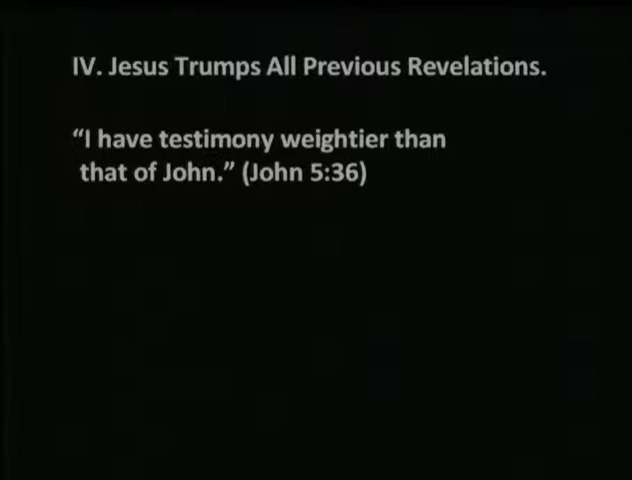 IV. Jesus Trumps All Previous Revelations.
“I have testimony weightier than
that of John.” (John 5:36)